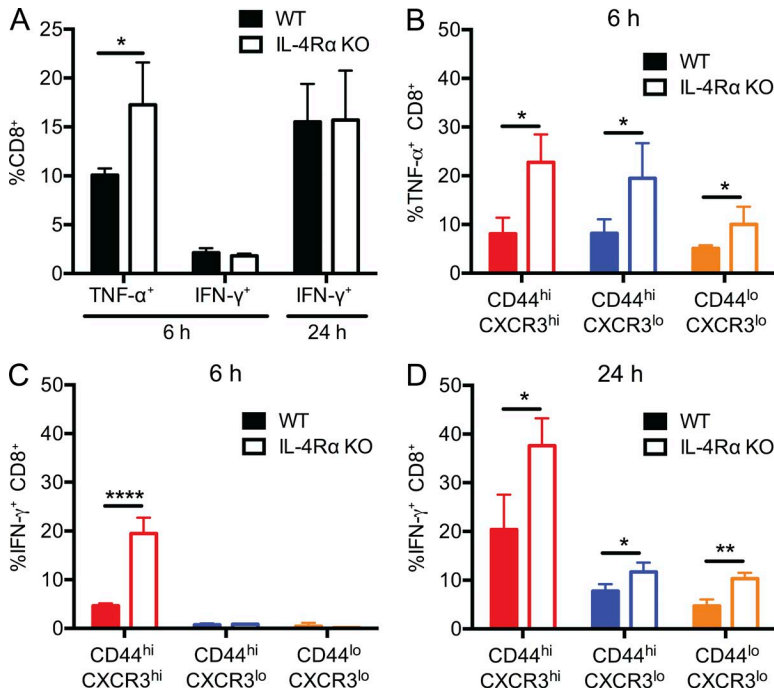 A
WT
IL-4Rα KO
*
25
20
15
10
5
0
%CD8⁺
TNF-α⁺ IFN-γ⁺ IFN-γ⁺
6 h 24 h
B
6 h
WT
IL-4Rα KO
50
40
30
20
10
0
%TNF-α⁺ CD8⁺
* * *
CD44ʰⁱ CD44ʰⁱ CD44ˡᵒ
CXCR3ʰⁱ CXCR3ˡᵒ CXCR3ˡᵒ
C
6 h
WT
IL-4Rα KO
50
40
30
20
10
0
%IFN-γ⁺ CD8⁺
****
CD44ʰⁱ CD44ʰⁱ CD44ˡᵒ
CXCR3ʰⁱ CXCR3ˡᵒ CXCR3ˡᵒ
D
24 h
WT
IL-4Rα KO
50
40
30
20
10
0
%IFN-γ⁺ CD8⁺
* * **
CD44ʰⁱ CD44ʰⁱ CD44ˡᵒ
CXCR3ʰⁱ CXCR3ˡᵒ CXCR3ˡᵒ